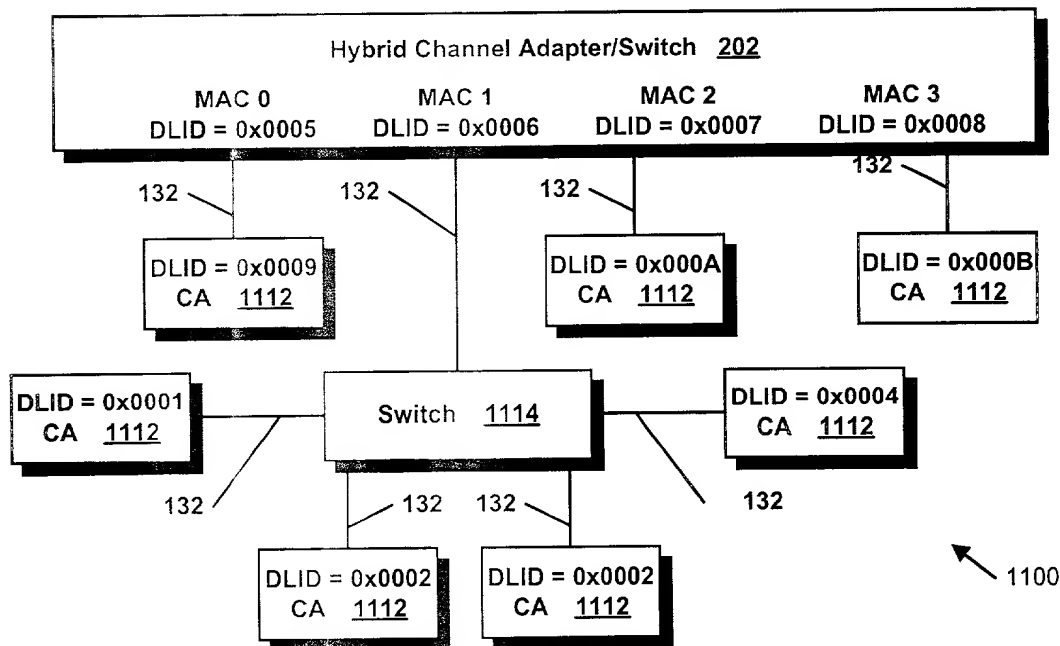 Hybrid Channel Adapter/Switch 202
MAC 0 MAC 1 MAC 2 MAC 3
DLID = 0x0005 DLID = 0x0006 DLID = 0x0007 DLID = 0x0008
132 132 132 132
DLID = 0x0009 DLID = 0x000A DLID = 0x000B
CA 1112 CA 1112 CA 1112
DLID = 0x0001 Switch 1114 DLID = 0x0004
CA 1112 CA 1112
132 132 132 132
DLID = 0x0002 DLID = 0x0002
CA 1112 CA 1112
1100